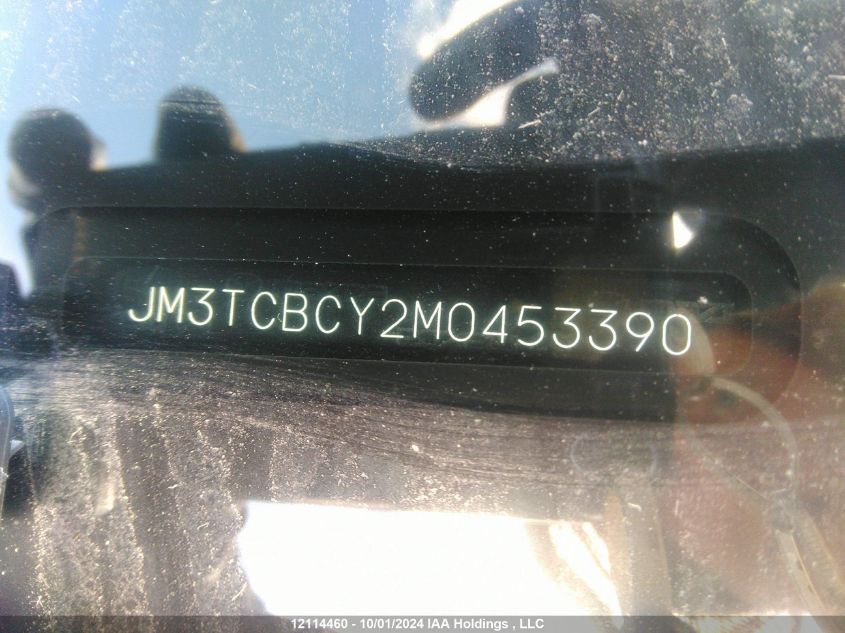 JM3TCBCY2M0453390
12114460 - 10/01/2024 IAA Holdings , LLC